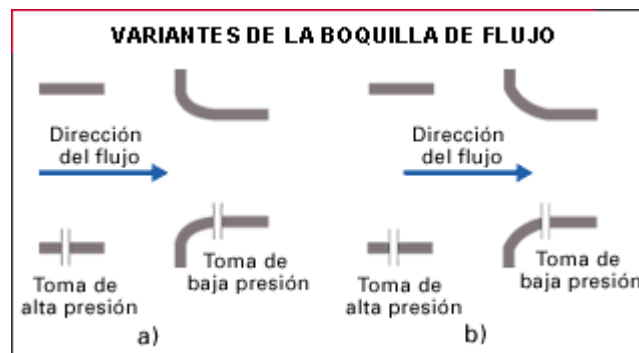 VARIANTES DE LA BOQUILLA DE FLUJO
Dirección
del flujo
Toma de
alta presión
Toma de
baja presión
a)
Dirección
del flujo
Toma de
alta presión
Toma de
baja presión
b)